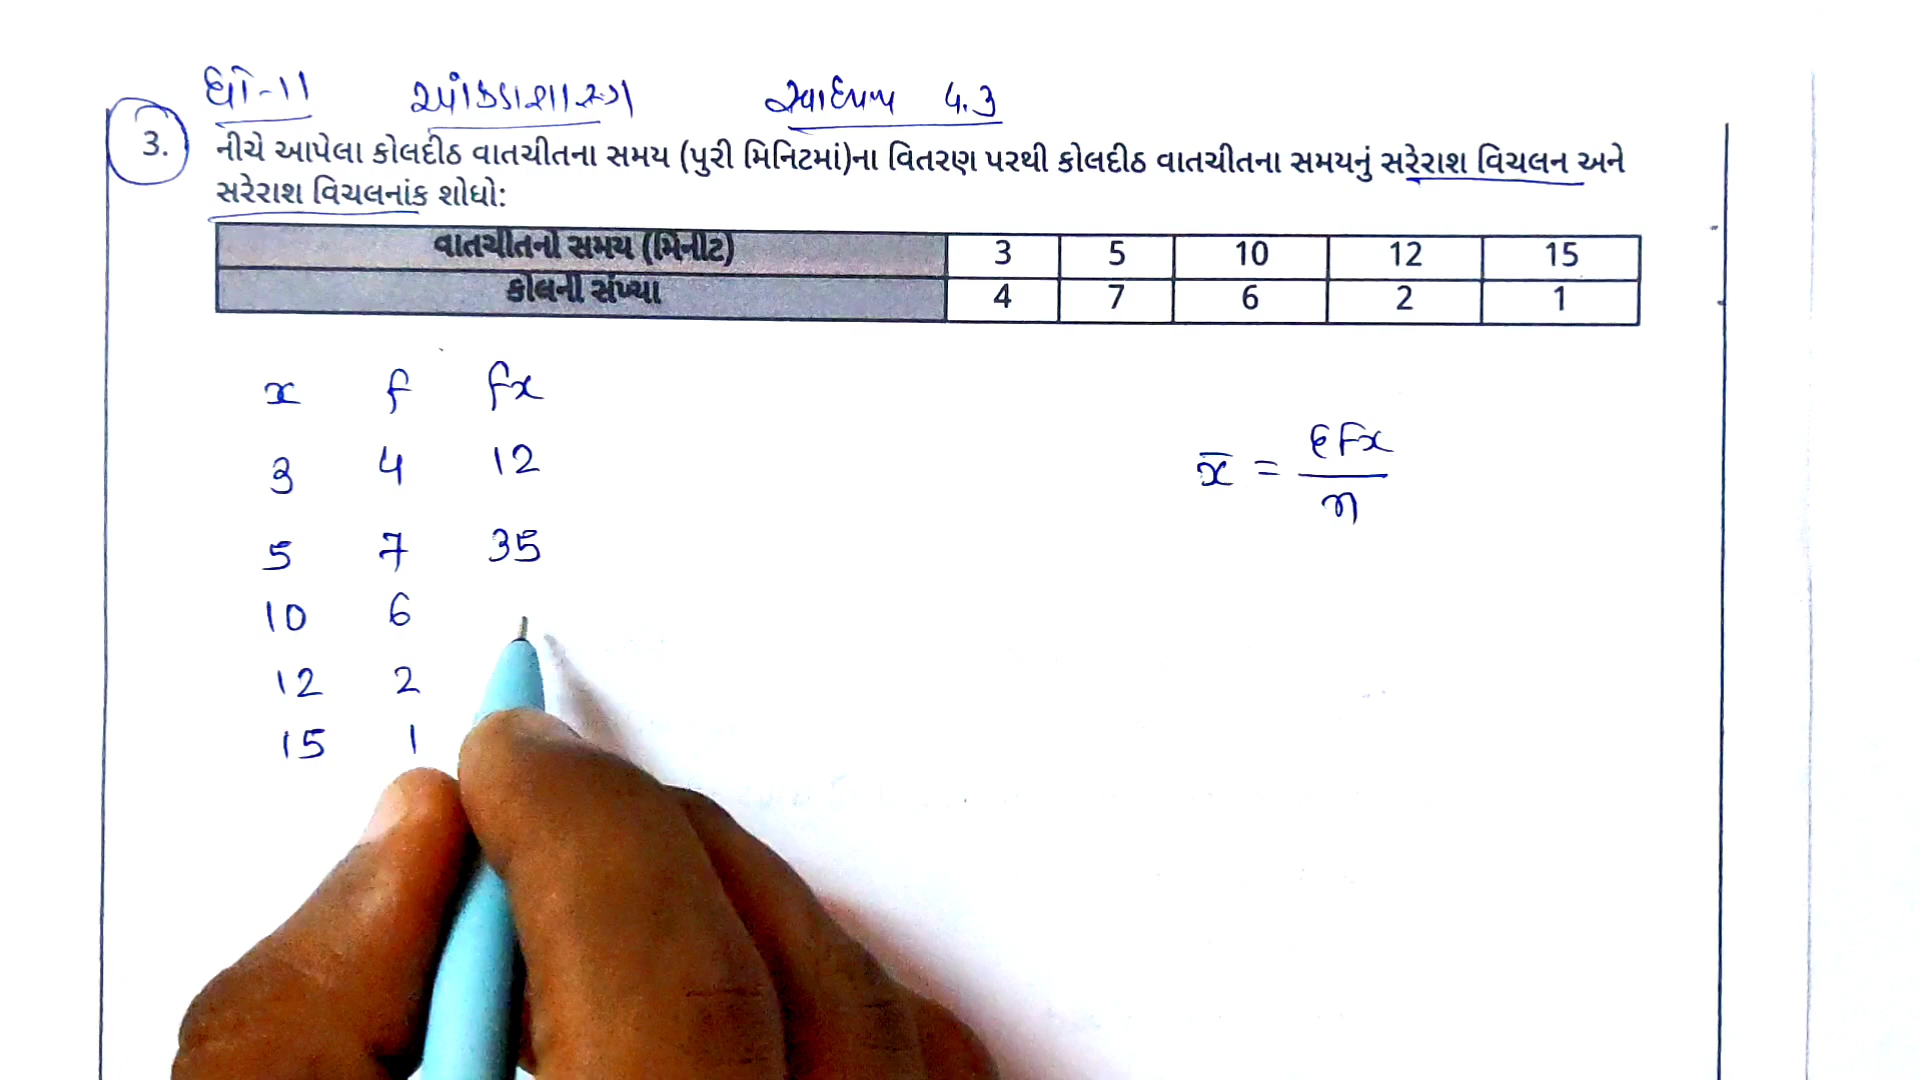 ધો-11 આંકડાશાસ્ત્ર સ્વાધ્યાય 4.3
3. નીચે આપેલા કોલદીઠ વાતચીતના સમય (પુરી મિનિટમાં)ના વિતરણ પરથી કોલદીઠ વાતચીતના સમયનું સરેરાશ વિચલન અને
સરેરાશ વિચલનાંક શોધો:
વાતચીતનો સમય (મિનીટ) 3 5 10 12 15
કોલની સંખ્યા 4 7 6 2 1
x f fx
3 4 12
5 7 35
10 6
12 2
15 1
x̄ = ΣFx / n